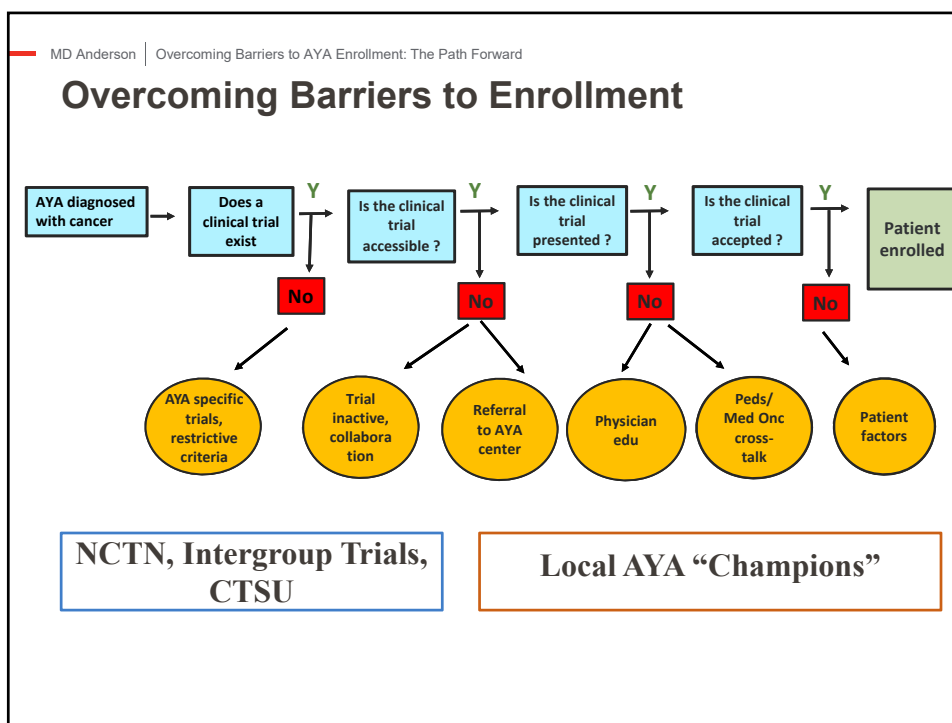 MD Anderson
Overcoming Barriers to AYA Enrollment: The Path Forward
Overcoming Barriers to Enrollment
AYA diagnosed
with cancer
Does a
clinical trial
exist
Y
Is the clinical
trial
accessible ?
Y
Is the clinical
trial
presented ?
Y
Is the clinical
trial
accepted ?
Y
Patient
enrolled
No
No
No
No
AYA specific
trials,
restrictive
criteria
Trial
inactive,
collabora
tion
Referral
to AYA
center
Physician
edu
Peds/
Med Onc
cross-
talk
Patient
factors
NCTN, Intergroup Trials,
CTSU
Local AYA “Champions”